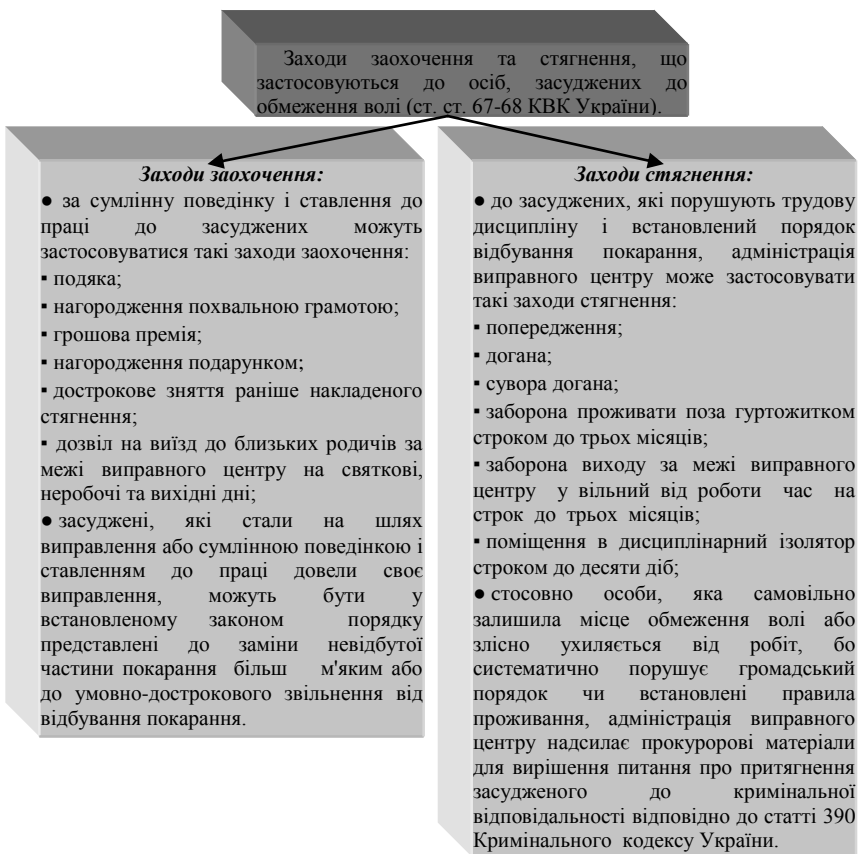 Заходи заохочення та стягнення, що
застосовуються до осіб, засуджених до
обмеження волі (ст. ст. 67-68 КВК України).
Заходи заохочення:
● за сумлінну поведінку і ставлення до
праці до засуджених можуть
застосовуватися такі заходи заохочення:
▪ подяка;
▪ нагородження похвальною грамотою;
▪ грошова премія;
▪ нагородження подарунком;
▪ дострокове зняття раніше накладеного
стягнення;
▪ дозвіл на виїзд до близьких родичів за
межі виправного центру на святкові,
неробочі та вихідні дні;
● засуджені, які стали на шлях
виправлення або сумлінною поведінкою і
ставленням до праці довели своє
виправлення, можуть бути у
встановленому законом порядку
представлені до заміни невідбутої
частини покарання більш м'яким або
до умовно-дострокового звільнення від
відбування покарання.
Заходи стягнення:
● до засуджених, які порушують трудову
дисципліну і встановлений порядок
відбування покарання, адміністрація
виправного центру може застосовувати
такі заходи стягнення:
▪ попередження;
▪ догана;
▪ сувора догана;
▪ заборона проживати поза гуртожитком
строком до трьох місяців;
▪ заборона виходу за межі виправного
центру у вільний від роботи час на
строк до трьох місяців;
▪ поміщення в дисциплінарний ізолятор
строком до десяти діб;
● стосовно особи, яка самовільно
залишила місце обмеження волі або
злісно ухиляється від робіт, бо
систематично порушує громадський
порядок чи встановлені правила
проживання, адміністрація виправного
центру надсилає прокуророві матеріали
для вирішення питання про притягнення
засудженого до кримінальної
відповідальності відповідно до статті 390
Кримінального кодексу України.